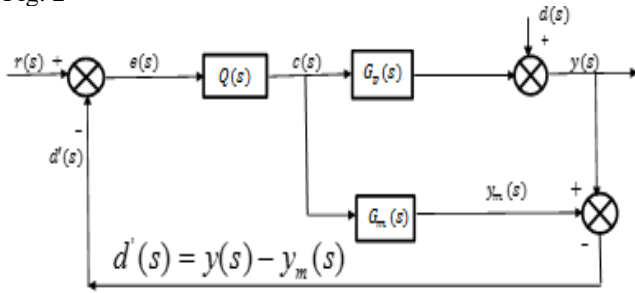 Fig. 2
d(s)
+
r(s) + e(s) Q(s) c(s) G_p(s) y(s)
-
d'(s)
G_m(s) y_m(s) +
-
d'(s) = y(s) − y_m(s)